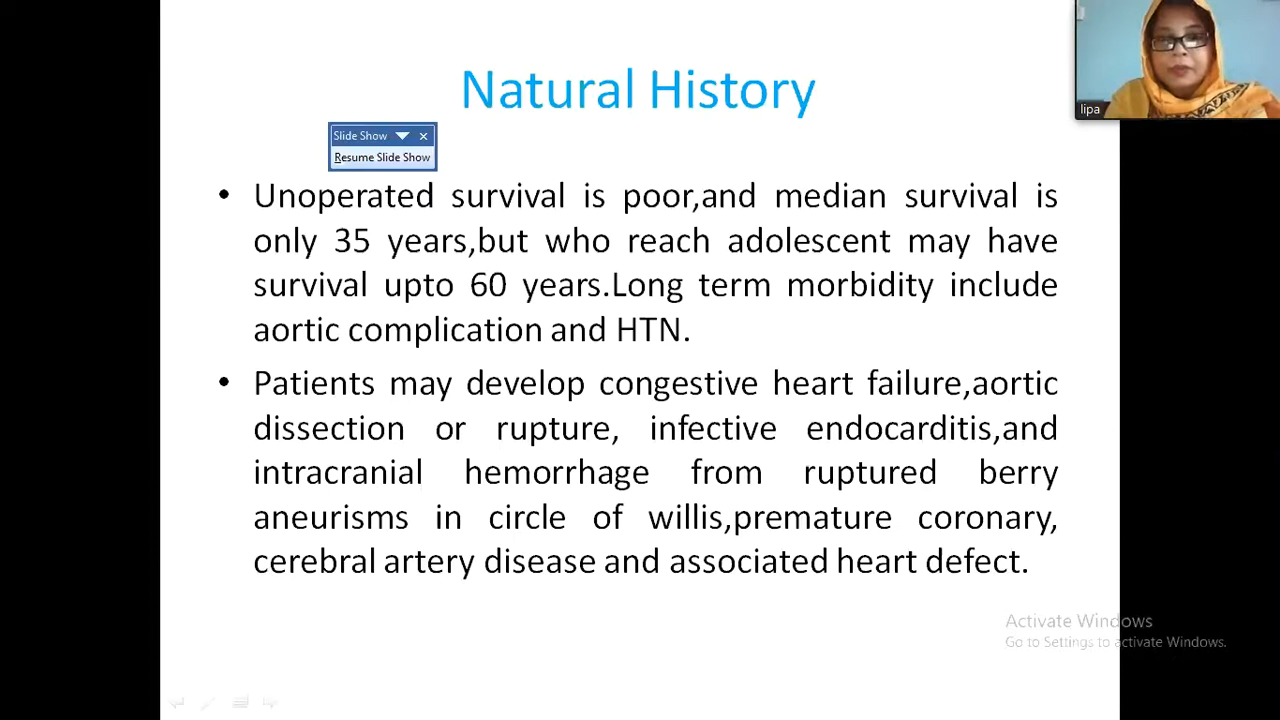 Natural History
lipa
Slide Show
Resume Slide Show
• Unoperated survival is poor,and median survival is
only 35 years,but who reach adolescent may have
survival upto 60 years.Long term morbidity include
aortic complication and HTN.
• Patients may develop congestive heart failure,aortic
dissection or rupture, infective endocarditis,and
intracranial hemorrhage from ruptured berry
aneurisms in circle of willis,premature coronary,
cerebral artery disease and associated heart defect.
Activate Windows
Go to Settings to activate Windows.